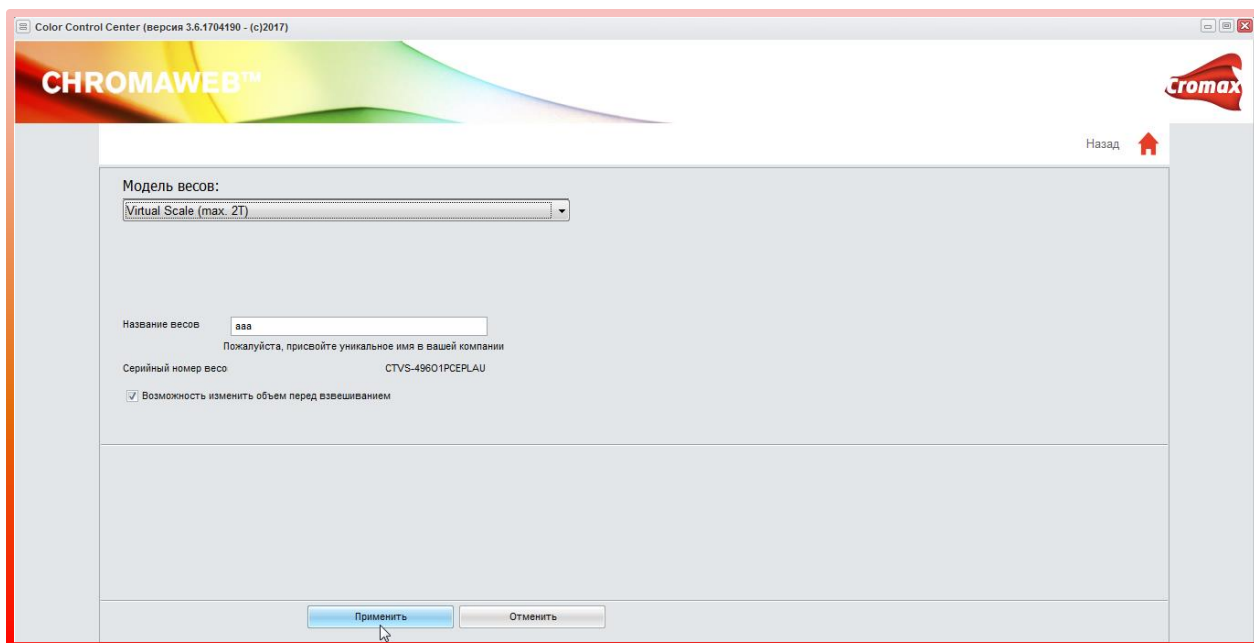 Color Control Center (версия 3.6.1704190 - (c)2017)
CHROMAWEB™
Cromax
Назад
Модель весов:
Virtual Scale (max. 2T)
Название весов aaa
Пожалуйста, присвойте уникальное имя в вашей компании
Серийный номер весо CTVS-496O1PCEPLAU
Возможность изменить объем перед взвешиванием
Применить Отменить